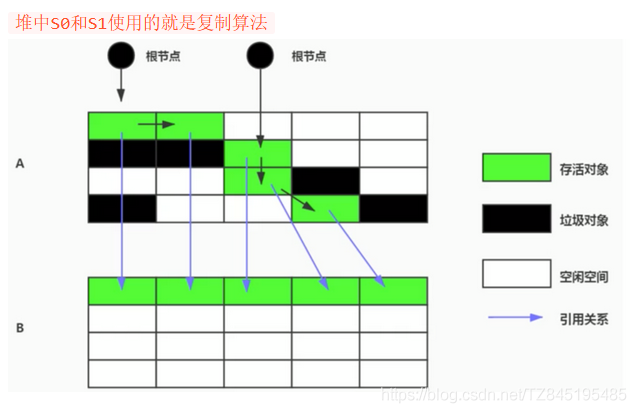 堆中S0和S1使用的就是复制算法
根节点
根节点
A
存活对象
垃圾对象
空闲空间
B
引用关系
https://blog.csdn.net/TZ845195485